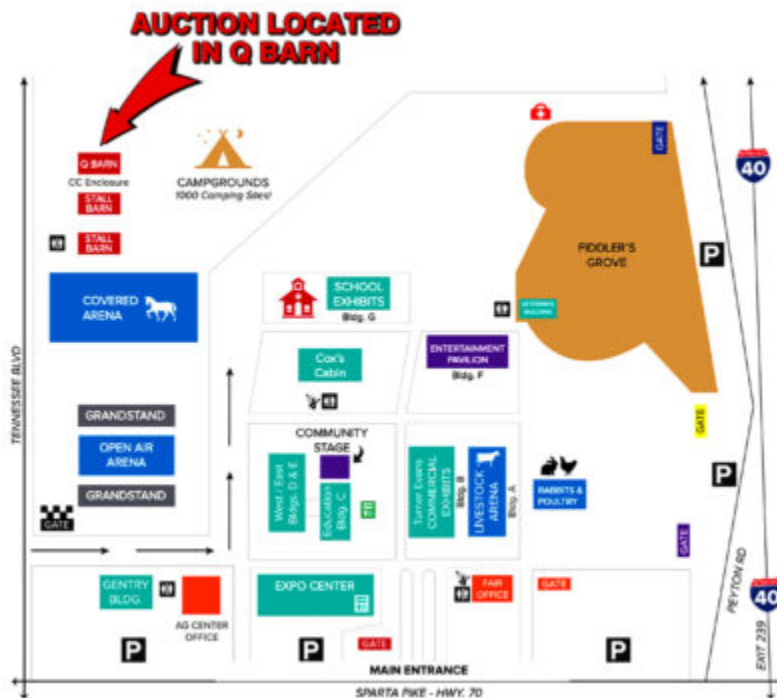 AUCTION LOCATED
IN Q BARN
GATE
40
Q BARN
CC Enclosure
CAMPGROUNDS
1000 Camping Sites!
STALL
BARN
STALL
BARN
FIDDLER'S
GROVE
P
COVERED
ARENA
SCHOOL
EXHIBITS
Bldg. G
BUILDING
TENNESSEE BLVD
Cox's
Cabin
ENTERTAINMENT
PAVILION
Bldg. F
GRANDSTAND
GATE
OPEN AIR
ARENA
COMMUNITY
STAGE
GRANDSTAND
West / East
Bldgs. D & E
Education
Bldg. C
Turner Evans
COMMERCIAL
EXHIBITS
Bldg. B
LIVESTOCK
ARENA
Bldg. A
RABBITS &
POULTRY
P
GATE
GATE
GENTRY
BLDG.
AG CENTER
OFFICE
EXPO CENTER
FAIR
OFFICE
GATE
PEYTON RD
EXIT 239
40
P
P
GATE
P
MAIN ENTRANCE
SPARTA PIKE - HWY. 70